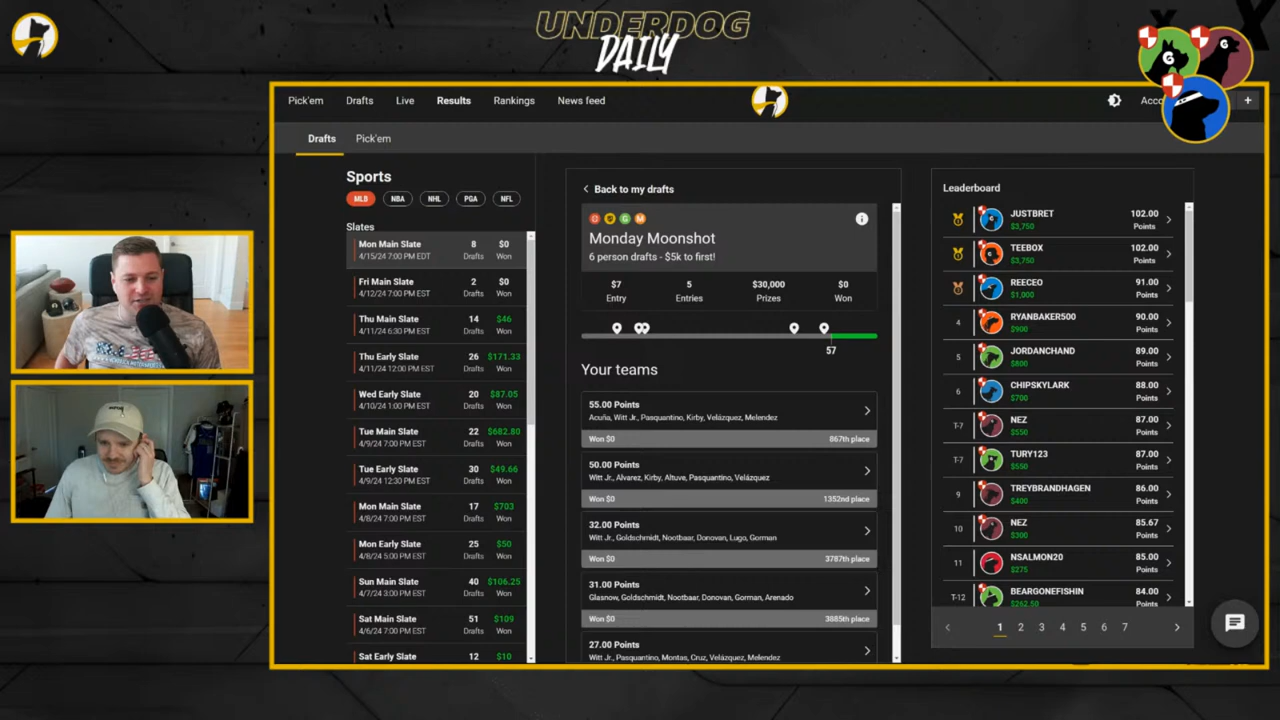 UNDERDOG
DAILY
Pick'em Drafts Live Results Rankings News feed
Drafts Pick'em
Sports
MLB NBA NHL PGA NFL
Slates
Mon Main Slate 8 $0
4/15/24 7:00 PM EDT Drafts Won
Fri Main Slate 2 $0
4/12/24 7:00 PM EST Drafts Won
Thu Main Slate 14 $46
4/11/24 6:30 PM EST Drafts Won
Thu Early Slate 26 $171.33
4/11/24 12:00 PM EST Drafts Won
Wed Early Slate 20 $87.05
4/10/24 1:00 PM EST Drafts Won
Tue Main Slate 22 $682.80
4/9/24 7:00 PM EST Drafts Won
Tue Early Slate 30 $49.66
4/9/24 12:30 PM EST Drafts Won
Mon Main Slate 17 $703
4/8/24 7:00 PM EST Drafts Won
Mon Early Slate 25 $50
4/8/24 5:00 PM EST Drafts Won
Sun Main Slate 40 $106.25
4/7/24 3:00 PM EST Drafts Won
Sat Main Slate 51 $109
4/6/24 7:00 PM EST Drafts Won
Sat Early Slate 12 $10
Back to my drafts
Monday Moonshot
6 person drafts - $5k to first!
$7 5 $30,000 $0
Entry Entries Prizes Won
57
Your teams
55.00 Points
Acuña, Witt Jr., Pasquantino, Kirby, Velázquez, Melendez
Won $0 867th place
50.00 Points
Witt Jr., Alvarez, Kirby, Altuve, Pasquantino, Velázquez
Won $0 1352nd place
32.00 Points
Witt Jr., Goldschmidt, Nootbaar, Donovan, Lugo, Gorman
Won $0 3787th place
31.00 Points
Glasnow, Goldschmidt, Nootbaar, Donovan, Gorman, Arenado
Won $0 3885th place
27.00 Points
Witt Jr., Pasquantino, Montas, Cruz, Velázquez, Melendez
Leaderboard
JUSTBRET 102.00
$3,750 Points
TEEBOX 102.00
$3,750 Points
REECEO 91.00
$1,000 Points
4 RYANBAKER500 90.00
$900 Points
5 JORDANCHAND 89.00
$800 Points
6 CHIPSKYLARK 88.00
$700 Points
T-7 NEZ 87.00
$550 Points
T-7 TURY123 87.00
$550 Points
9 TREYBRANDHAGEN 86.00
$400 Points
10 NEZ 85.67
$300 Points
11 NSALMON20 85.00
$275 Points
T-12 BEARGONEFISHIN 84.00
$262.50 Points
1 2 3 4 5 6 7